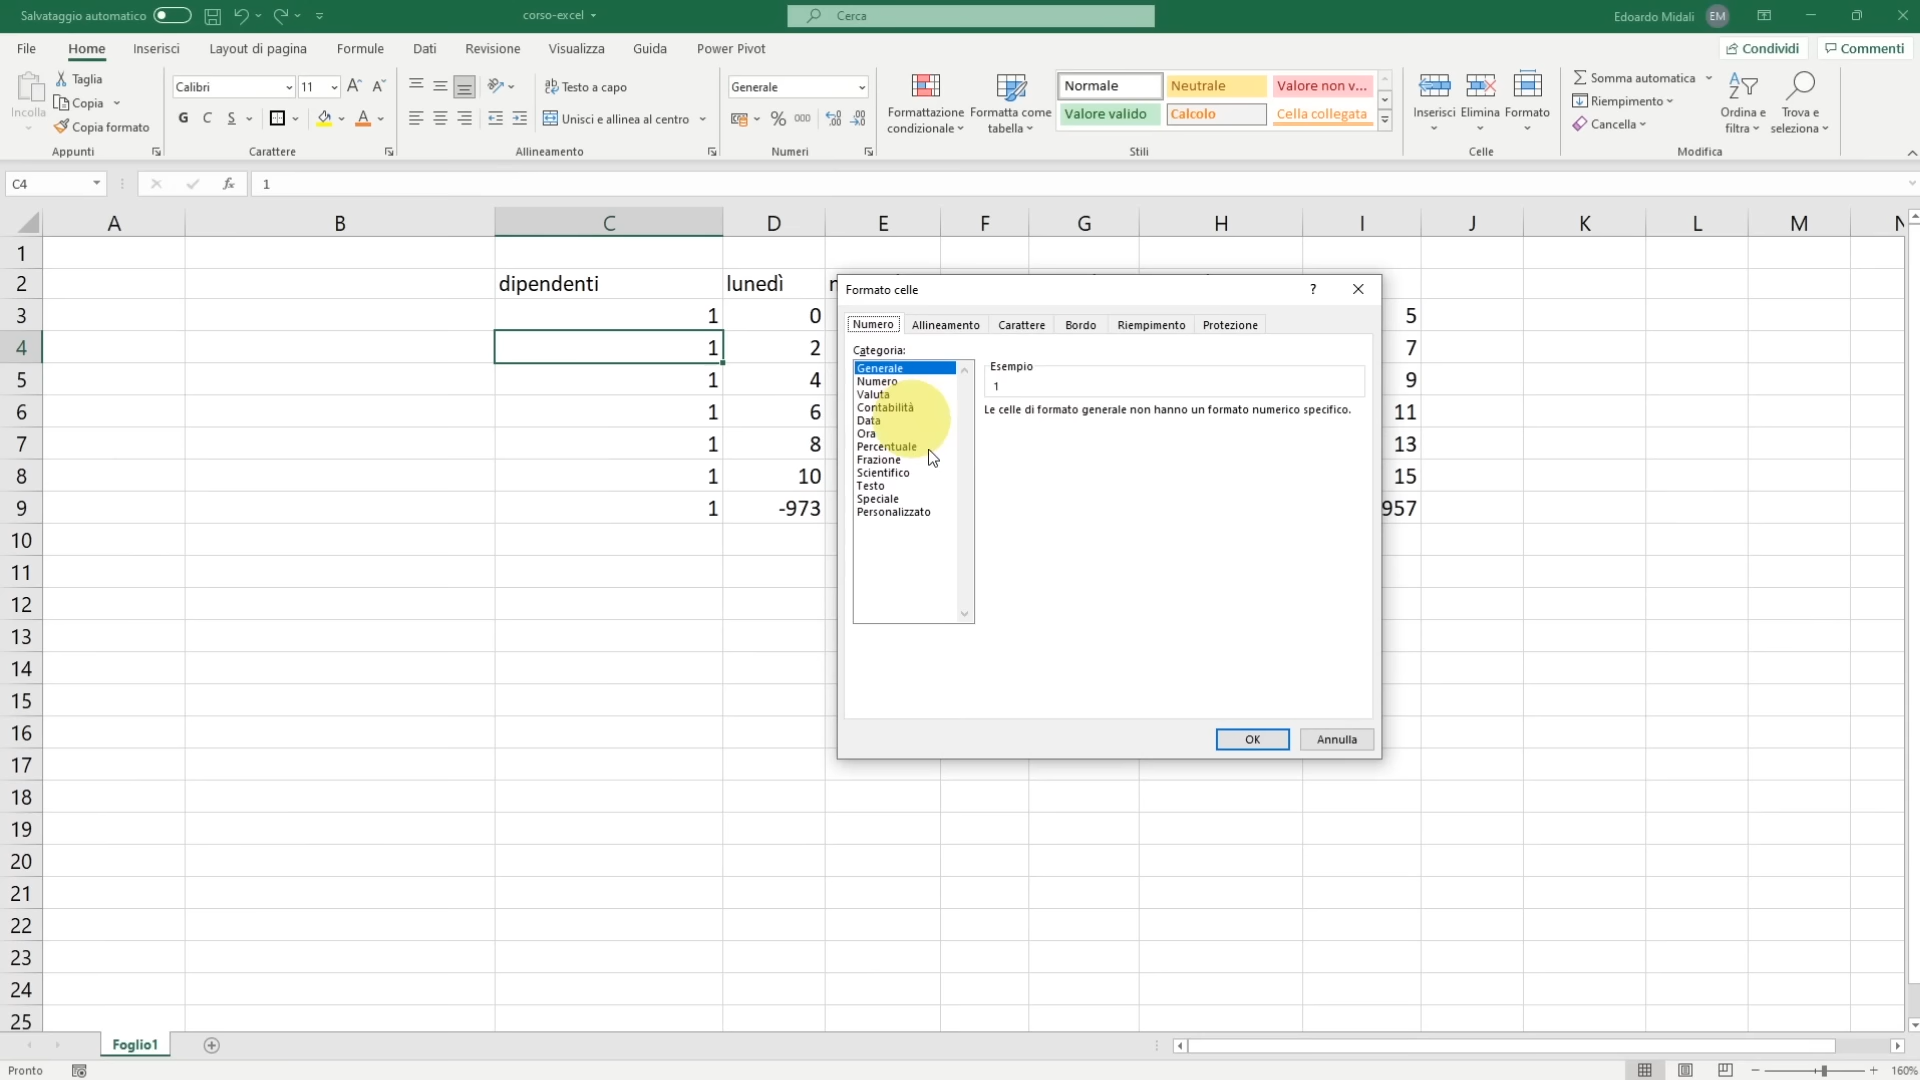 Salvataggio automatico
corso-excel
Cerca
Edoardo Midali EM
File Home Inserisci Layout di pagina Formule Dati Revisione Visualizza Guida Power Pivot
Condividi Commenti
Incolla
Taglia
Copia
Copia formato
Appunti
Calibri 11
G C S
Carattere
Testo a capo
Unisci e allinea al centro
Allineamento
Generale
% 000
Numeri
Formattazione condizionale
Formatta come tabella
Normale Neutrale Valore non v...
Valore valido Calcolo Cella collegata
Stili
Inserisci Elimina Formato
Celle
Somma automatica
Riempimento
Cancella
Ordina e filtra
Trova e seleziona
Modifica
C4 fx 1
A B C D E F G H I J K L M N
1
2 dipendenti lunedì
3 1 0 5
4 1 2 7
5 1 4 9
6 1 6 11
7 1 8 13
8 1 10 15
9 1 -973 957
10
11
12
13
14
15
16
17
18
19
20
21
22
23
24
25
Formato celle ?
Numero Allineamento Carattere Bordo Riempimento Protezione
Categoria:
Generale
Numero
Valuta
Contabilità
Data
Ora
Percentuale
Frazione
Scientifico
Testo
Speciale
Personalizzato
Esempio
1
Le celle di formato generale non hanno un formato numerico specifico.
OK Annulla
Foglio1
Pronto
160%